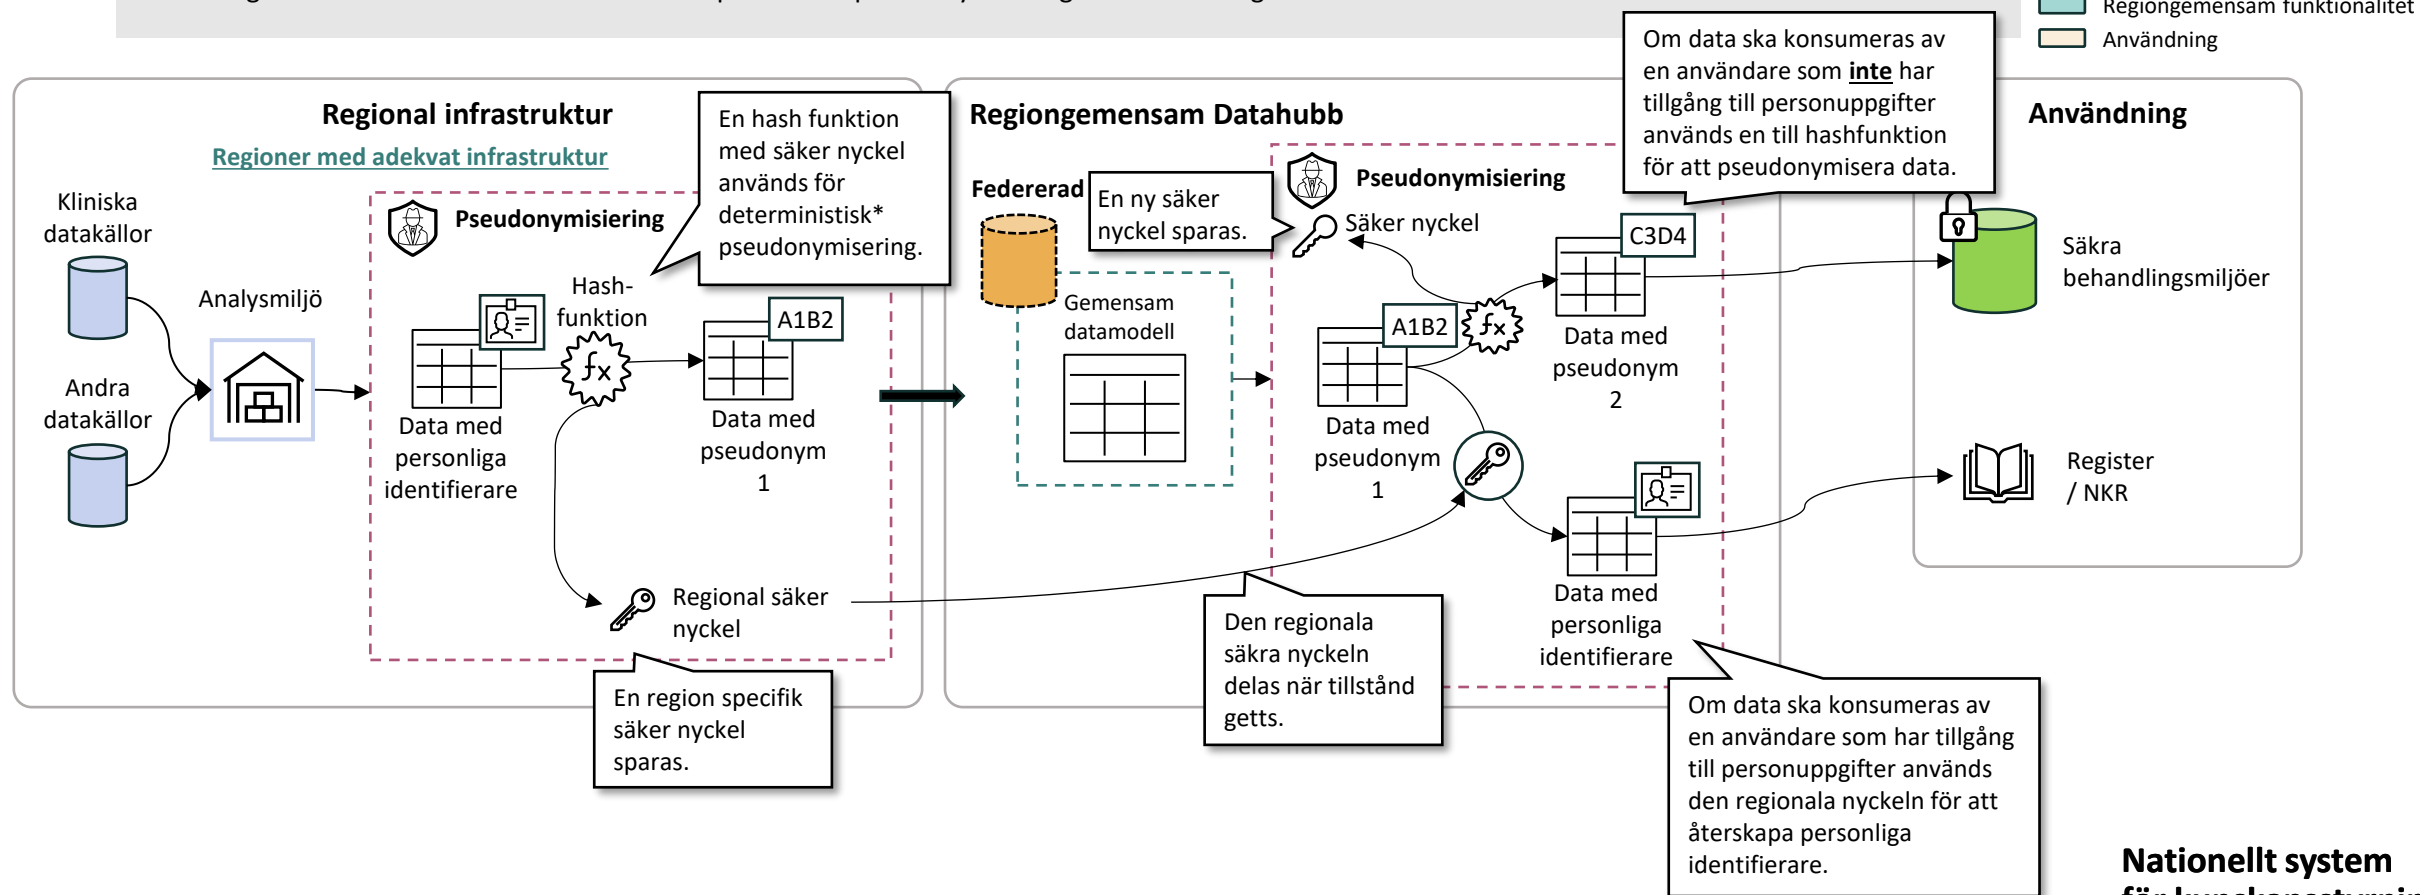 Regiongemensam funktionalitet
Användning
Om data ska konsumeras av
en användare som inte har
tillgång till personuppgifter
används en till hashfunktion
för att pseudonymisera data.
Regional infrastruktur
Regioner med adekvat infrastruktur
En hash funktion
med säker nyckel
används för
deterministisk*
pseudonymisering.
Kliniska
datakällor
Andra
datakällor
Analysmiljö
Pseudonymisiering
Data med
personliga
identifierare
Hash-
funktion
fx
A1B2
Data med
pseudonym
1
Regional säker
nyckel
En region specifik
säker nyckel
sparas.
Regiongemensam Datahubb
Federerad
En ny säker
nyckel sparas.
Gemensam
datamodell
Pseudonymisiering
Säker nyckel
A1B2
fx
C3D4
Data med
pseudonym
2
Data med
pseudonym
1
Data med
personliga
identifierare
Den regionala
säkra nyckeln
delas när tillstånd
getts.
Om data ska konsumeras av
en användare som har tillgång
till personuppgifter används
den regionala nyckeln för att
återskapa personliga
identifierare.
Användning
Säkra
behandlingsmiljöer
Register
/ NKR
Nationellt system